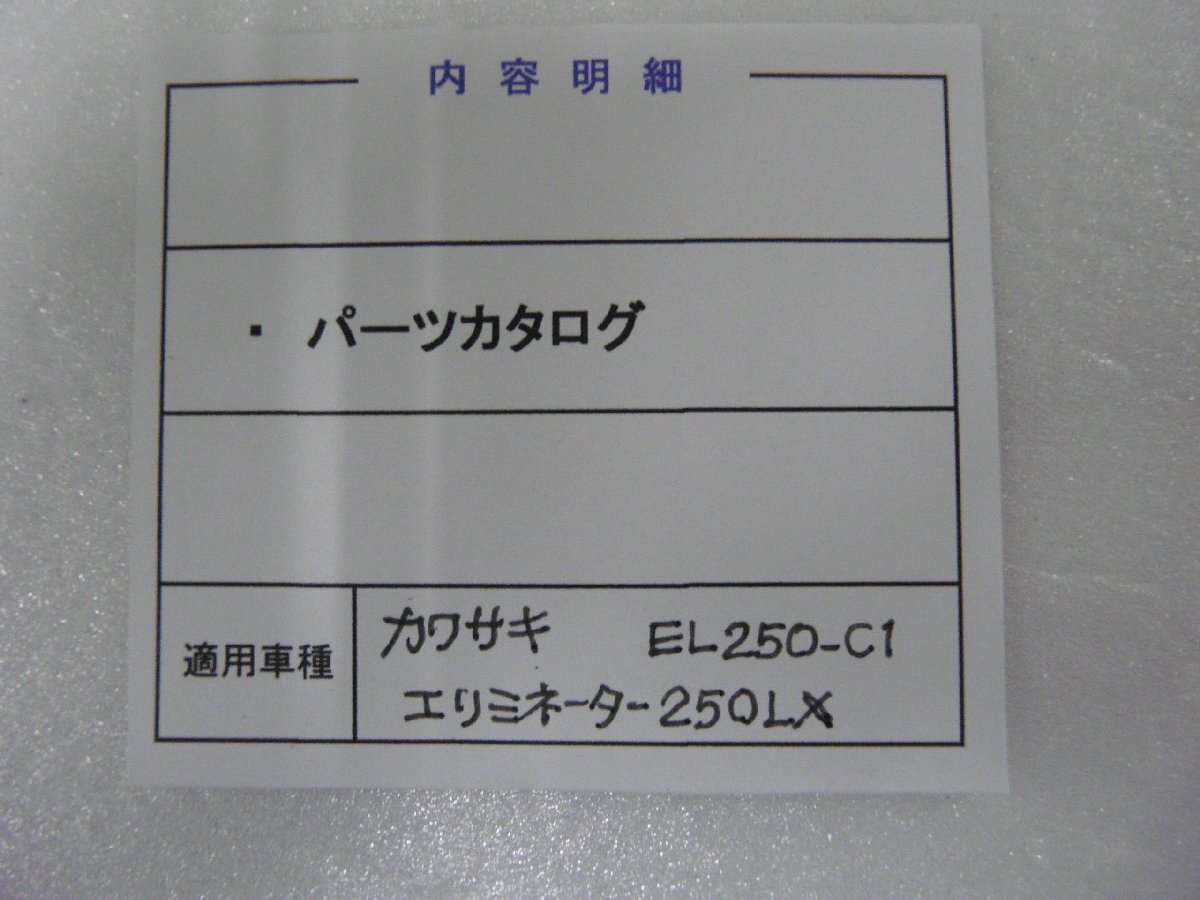 内容明細
・ パーツカタログ
適用車種
カワサキ EL250-C1
エリミネーター250LX